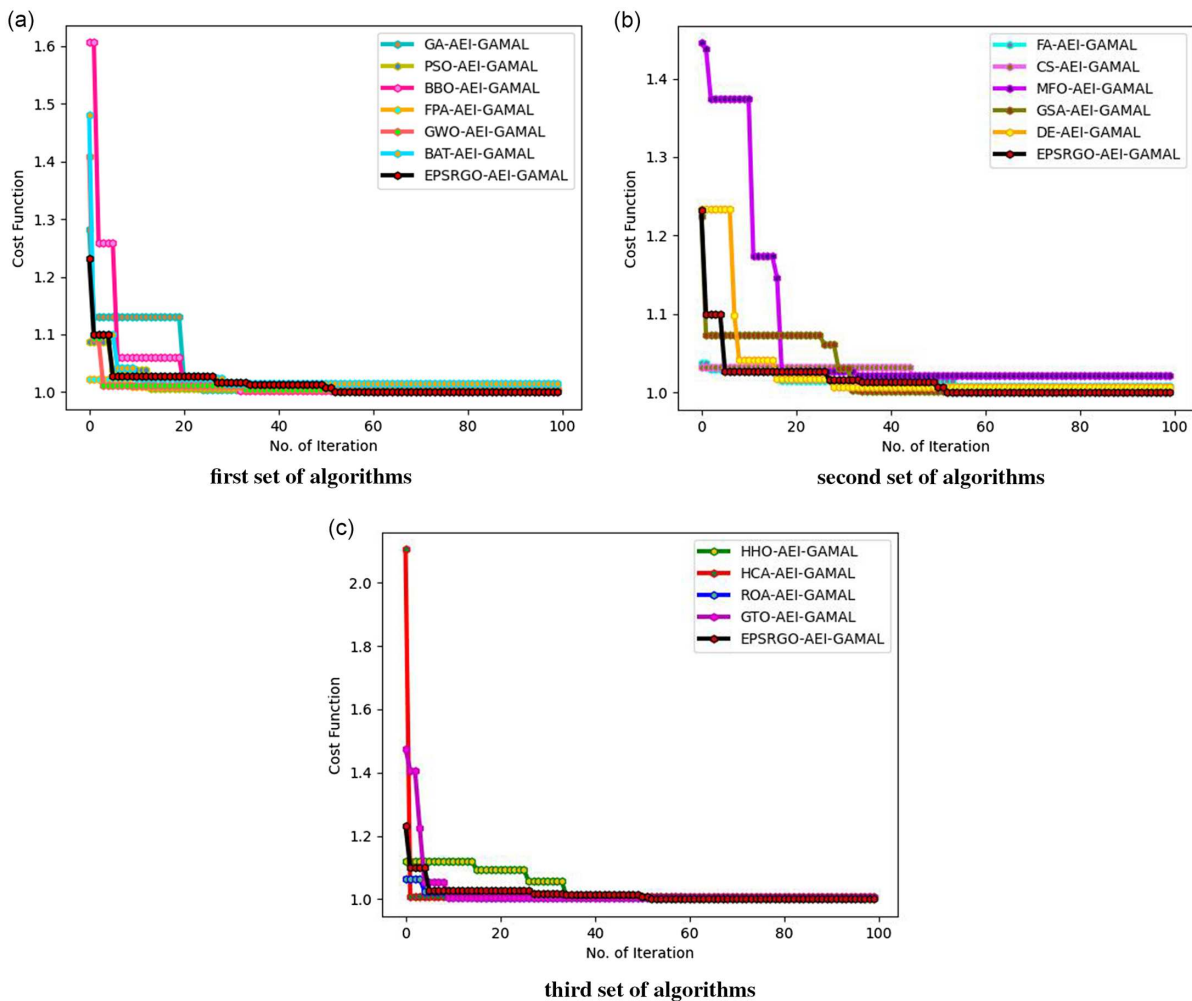 (a)
1.6
1.5
1.4
1.3
1.2
1.1
1.0
Cost Function
0 20 40 60 80 100
No. of Iteration
GA-AEI-GAMAL
PSO-AEI-GAMAL
BBO-AEI-GAMAL
FPA-AEI-GAMAL
GWO-AEI-GAMAL
BAT-AEI-GAMAL
EPSRGO-AEI-GAMAL
first set of algorithms
(b)
1.4
1.3
1.2
1.1
1.0
Cost Function
0 20 40 60 80 100
No. of Iteration
FA-AEI-GAMAL
CS-AEI-GAMAL
MFO-AEI-GAMAL
GSA-AEI-GAMAL
DE-AEI-GAMAL
EPSRGO-AEI-GAMAL
second set of algorithms
(c)
2.0
1.8
1.6
1.4
1.2
1.0
Cost Function
0 20 40 60 80 100
No. of Iteration
HHO-AEI-GAMAL
HCA-AEI-GAMAL
ROA-AEI-GAMAL
GTO-AEI-GAMAL
EPSRGO-AEI-GAMAL
third set of algorithms